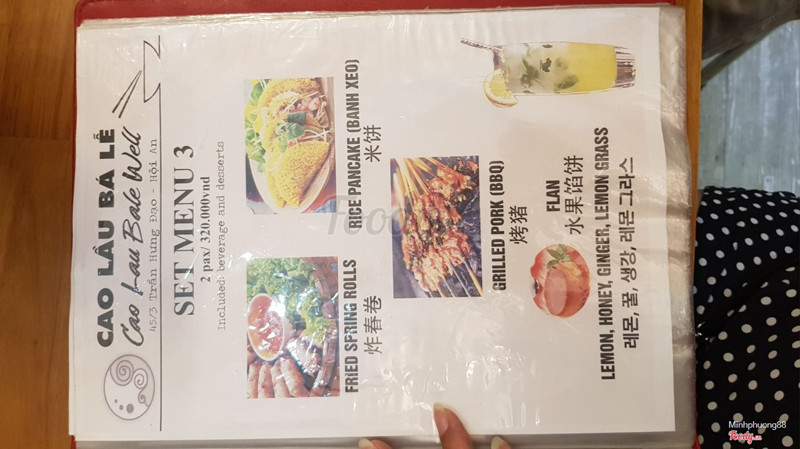 CAO LẦU BÁ LỄ
Cao Lau Bale Well
45/3 Trần Hưng Đạo - Hội An
SET MENU 3
2 pax/ 320.000vnd
Included: beverage and desserts
FRIED SPRING ROLLS
炸春卷
RICE PANCAKE (BANH XEO)
米饼
GRILLED PORK (BBQ)
烤猪
FLAN
水果馅饼
LEMON, HONEY, GINGER, LEMON GRASS
레몬, 꿀, 생강, 레몬 그라스
Minhphuong88
Foody.vn